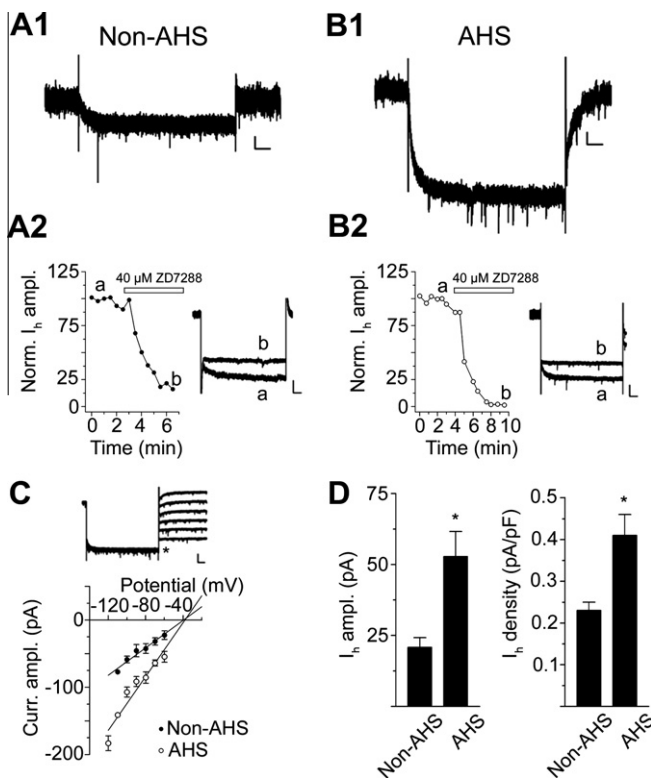 A1
Non-AHS
B1
AHS
A2
Norm. Ih ampl.
125
75
25
0
a
40 µM ZD7288
b
0 2 4 6
Time (min)
b
a
B2
Norm. Ih ampl.
125
75
25
0
a
40 µM ZD7288
b
0 2 4 6 8 10
Time (min)
b
a
C
*
Potential (mV)
-120 -80 -40
0
-50
-100
-200
Curr. ampl. (pA)
Non-AHS
AHS
D
Ih ampl. (pA)
75
50
25
*
Non-AHS
AHS
Ih density (pA/pF)
0.5
0.4
0.3
0.2
0.1
*
Non-AHS
AHS